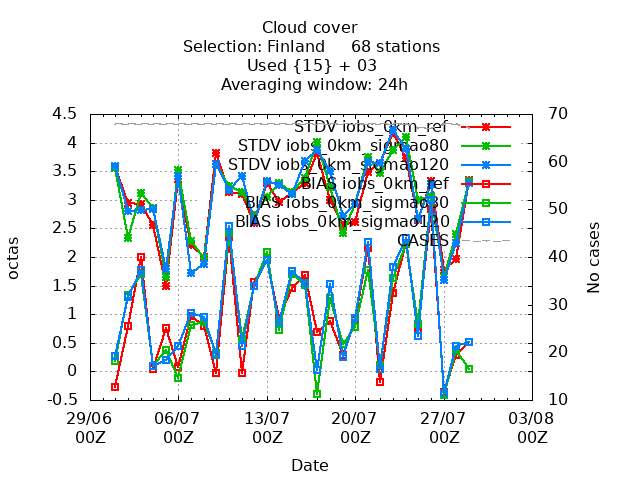 Cloud cover
Selection: Finland 68 stations
Used {15} + 03
Averaging window: 24h
4.5 70
STDV iobs_0km_ref
4 STDV iobs_0km_sigmao80
3.5 STDV iobs_0km_sigmao120 60
3 BIAS iobs_0km_ref
2.5 BIAS iobs_0km_sigmao80 50
2 BIAS iobs_0km_sigmao120
CASES
1.5 40
1 30
0.5 20
0
-0.5 10
octas
No cases
29/06 06/07 13/07 20/07 27/07 03/08
00Z 00Z 00Z 00Z 00Z 00Z
Date